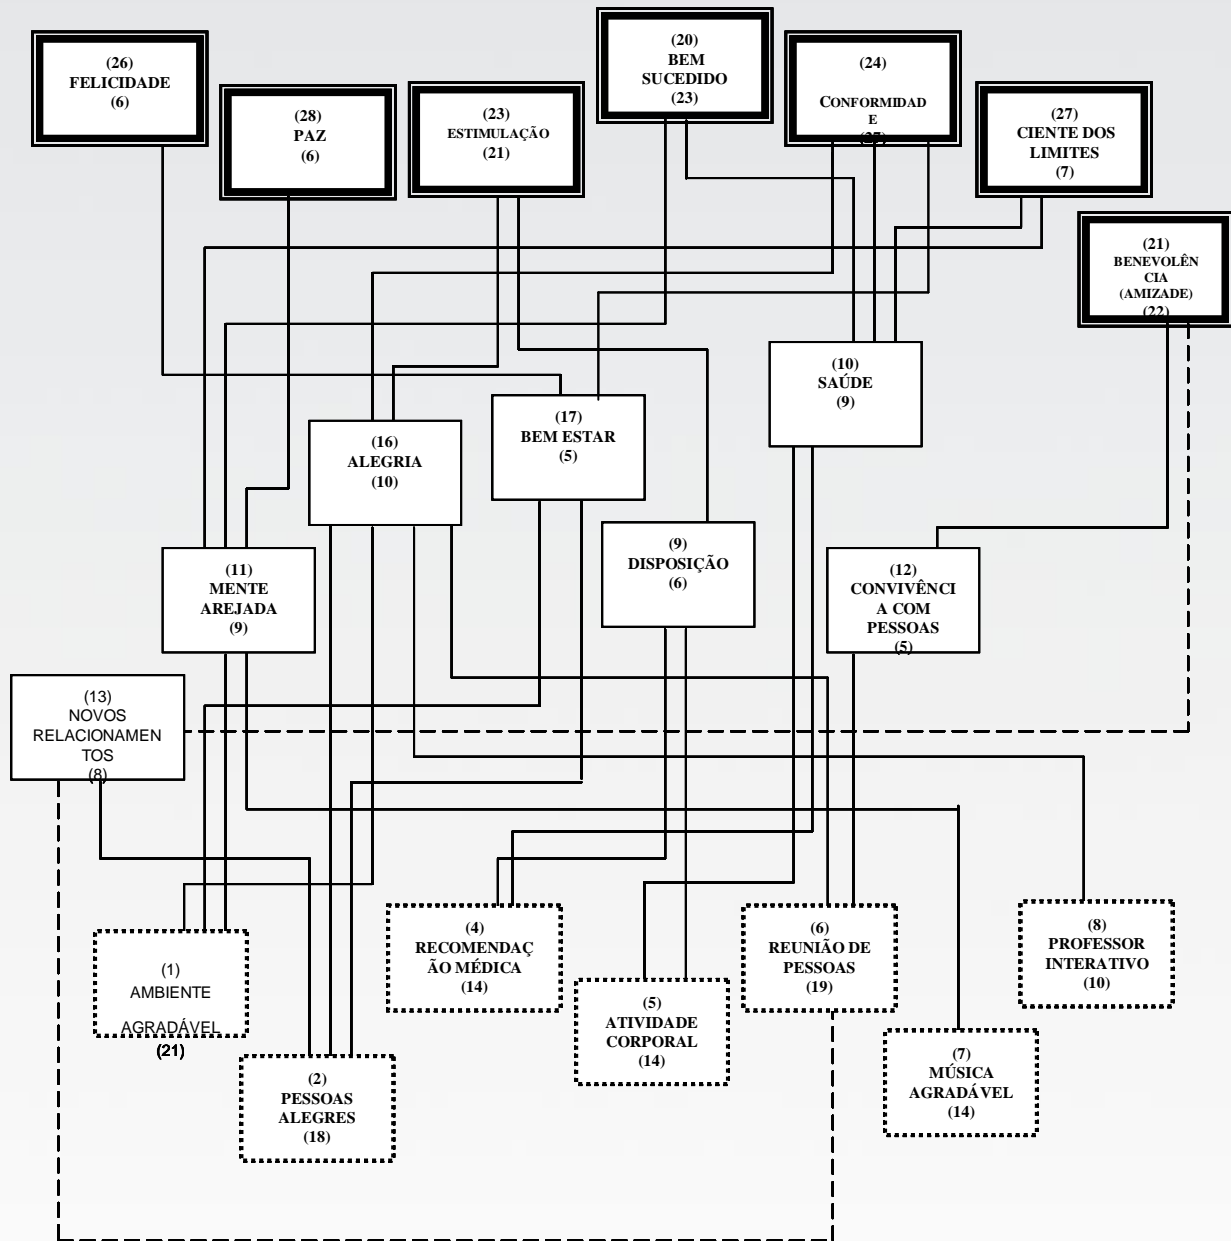 (26)
FELICIDADE
(6)
(28)
PAZ
(6)
(23)
ESTIMULAÇÃO
(21)
(20)
BEM
SUCEDIDO
(23)
(24)
CONFORMIDAD
E
(27)
CIENTE DOS
LIMITES
(7)
(21)
BENEVOLÊN
CIA
(AMIZADE)
(22)
(10)
SAÚDE
(9)
(17)
BEM ESTAR
(5)
(16)
ALEGRIA
(10)
(9)
DISPOSIÇÃO
(6)
(11)
MENTE
AREJADA
(9)
(12)
CONVIVÊNCI
A COM
PESSOAS
(5)
(13)
NOVOS
RELACIONAMEN
TOS
(8)
(1)
AMBIENTE
AGRADÁVEL
(21)
(2)
PESSOAS
ALEGRES
(18)
(4)
RECOMENDAÇ
ÃO MÉDICA
(14)
(5)
ATIVIDADE
CORPORAL
(14)
(6)
REUNIÃO DE
PESSOAS
(19)
(7)
MÚSICA
AGRADÁVEL
(14)
(8)
PROFESSOR
INTERATIVO
(10)